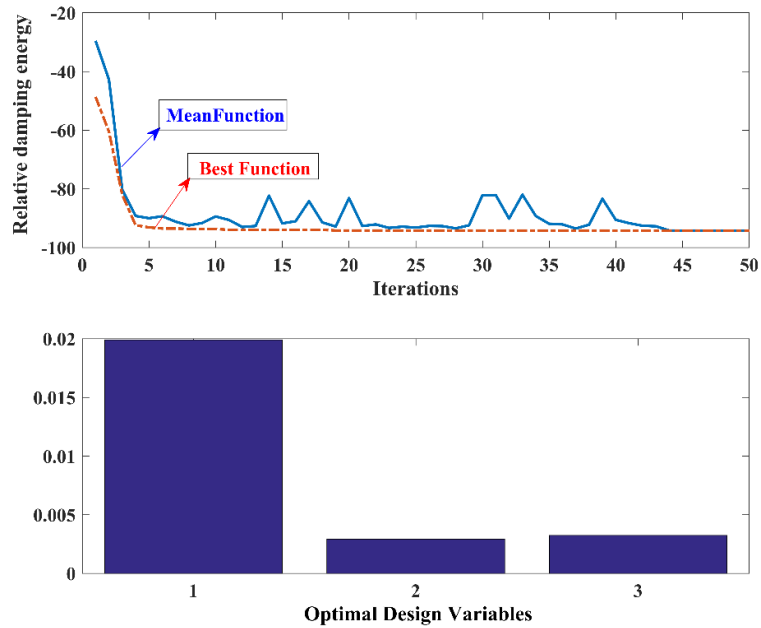 Relative damping energy
-20
-40
-60
-80
-100
MeanFunction
Best Function
0 5 10 15 20 25 30 35 40 45 50
Iterations
0.02
0.015
0.01
0.005
0
1 2 3
Optimal Design Variables